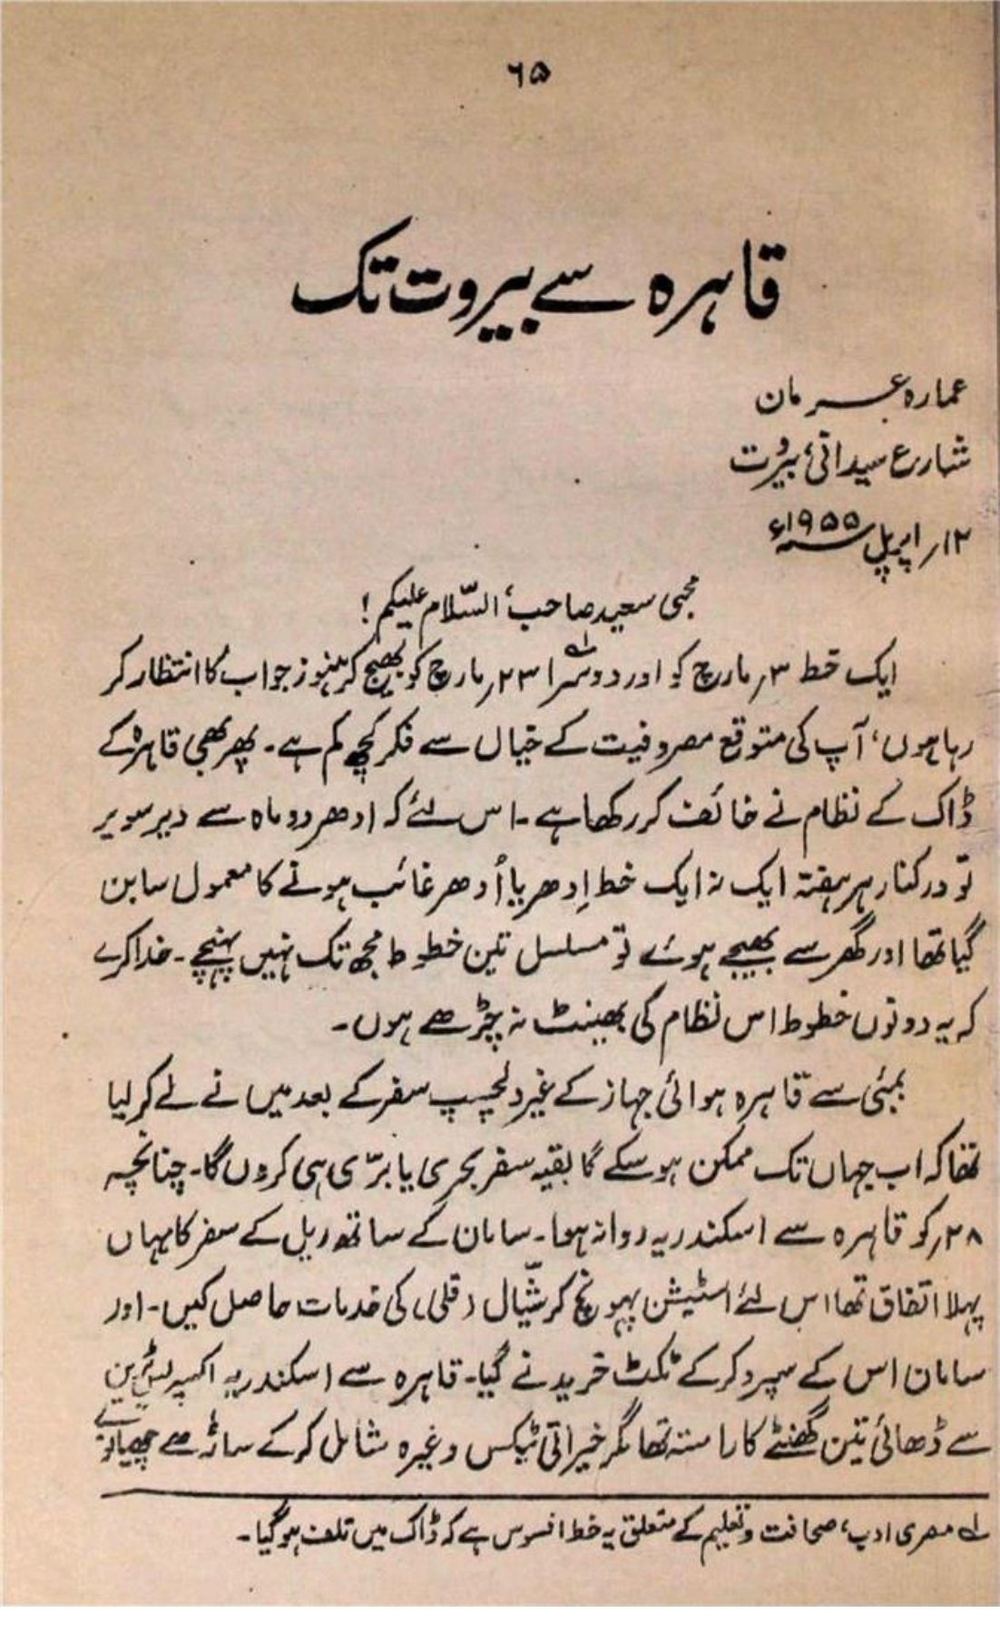 ۶۵
قاہرہ سے بیروت تک
عمارہ عسر مان
شارع سیدانی بیرُت
۱۲ر اپریل ۱۹۵۵ء
محبی سعید صاحب، السّلام علیکم!
ایک خط ۳ر مارچ کو اور دوسرا ۲۳ر مارچ کو بھیج کر ہنوز جواب کا انتظار کر
رہا ہوں، آپ کی متوقع مصروفیت کے خیال سے فکر کچھ کم ہے۔ پھر بھی قاہرہ کے
ڈاک کے نظام نے خائف کر رکھا ہے۔ اس لئے کہ ادھر دو ماہ سے دیر سویر
تو درکنار ہر ہفتہ ایک نہ ایک خط اِدھر یا اُدھر غائب ہونے کا معمول سا بن
گیا تھا اور گھر سے بھیجے ہوئے تو مسلسل تین خطوط مجھ تک نہیں پہنچے۔ خدا کرے
کہ یہ دونوں خطوط اس نظام کی بھینٹ نہ چڑھے ہوں۔
بمبئی سے قاہرہ ہوائی جہاز کے غیر دلچسپ سفر کے بعد میں نے طے کر لیا
تھا کہ اب جہاں تک ممکن ہو سکے گا بقیہ سفر بحری یا برّی ہی کروں گا۔ چنانچہ
۲۸ر کو قاہرہ سے اسکندریہ روانہ ہوا۔ سامان کے ساتھ ریل کے سفر کا یہاں
پہلا اتفاق تھا اس لئے اسٹیشن پہونچ کر شیّال (قلی) کی خدمات حاصل کیں۔ اور
سامان اس کے سپرد کر کے ٹکٹ خریدنے گیا۔ قاہرہ سے اسکندریہ اکسپریس ٹرین
سے ڈھائی تین گھنٹے کا راستہ تھا مگر خیراتی ٹیکس وغیرہ شامل کر کے ساڑھے چھیانوے
لے مصری ادب، صحافت و تعلیم کے متعلق یہ خط افسوس ہے کہ ڈاک میں تلف ہو گیا۔